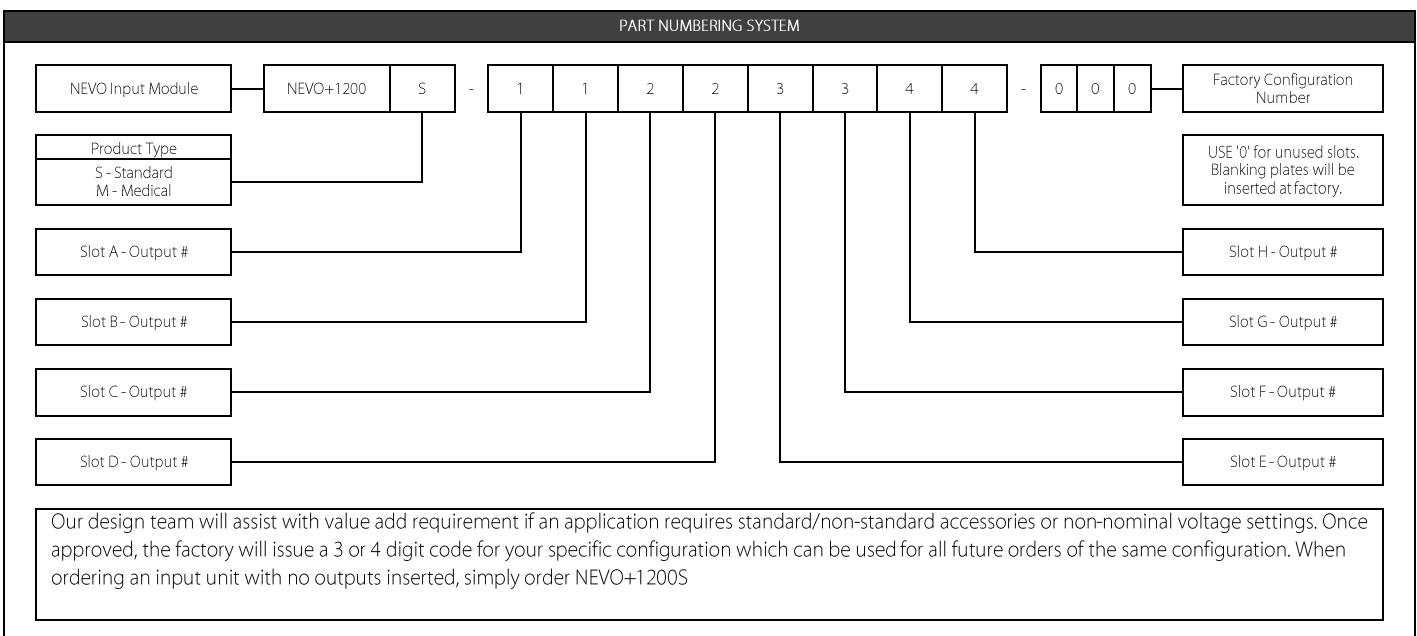 PART NUMBERING SYSTEM
NEVO Input Module
NEVO+1200 S - 1 1 2 2 3 3 4 4 - 0 0 0
Factory Configuration
Number
Product Type
S - Standard
M - Medical
USE '0' for unused slots.
Blanking plates will be
inserted at factory.
Slot A - Output #
Slot H - Output #
Slot B - Output #
Slot G - Output #
Slot C - Output #
Slot F - Output #
Slot D - Output #
Slot E - Output #
Our design team will assist with value add requirement if an application requires standard/non-standard accessories or non-nominal voltage settings. Once
approved, the factory will issue a 3 or 4 digit code for your specific configuration which can be used for all future orders of the same configuration. When
ordering an input unit with no outputs inserted, simply order NEVO+1200S